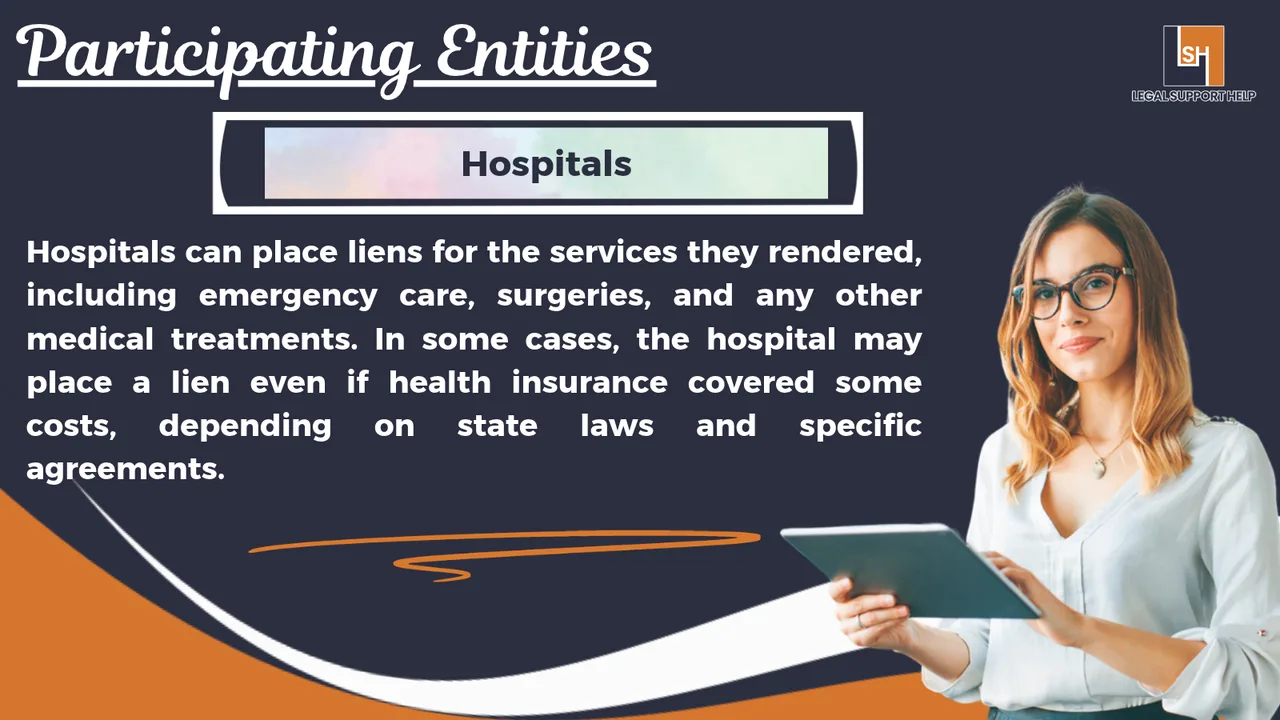 Participating Entities
LSH
LEGAL SUPPORT HELP
Hospitals
Hospitals can place liens for the services they rendered,
including emergency care, surgeries, and any other
medical treatments. In some cases, the hospital may
place a lien even if health insurance covered some
costs, depending on state laws and specific
agreements.